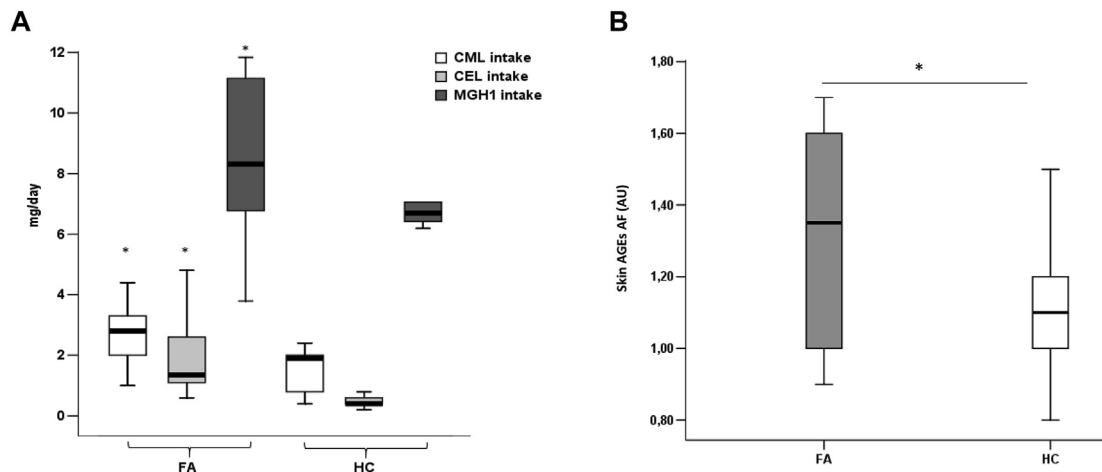 A
12
10
8
6
4
2
0
mg/day
*
*
*
CML intake
CEL intake
MGH1 intake
FA
HC
B
1,80
1,60
1,40
1,20
1,00
0,80
Skin AGEs AF (AU)
*
FA
HC